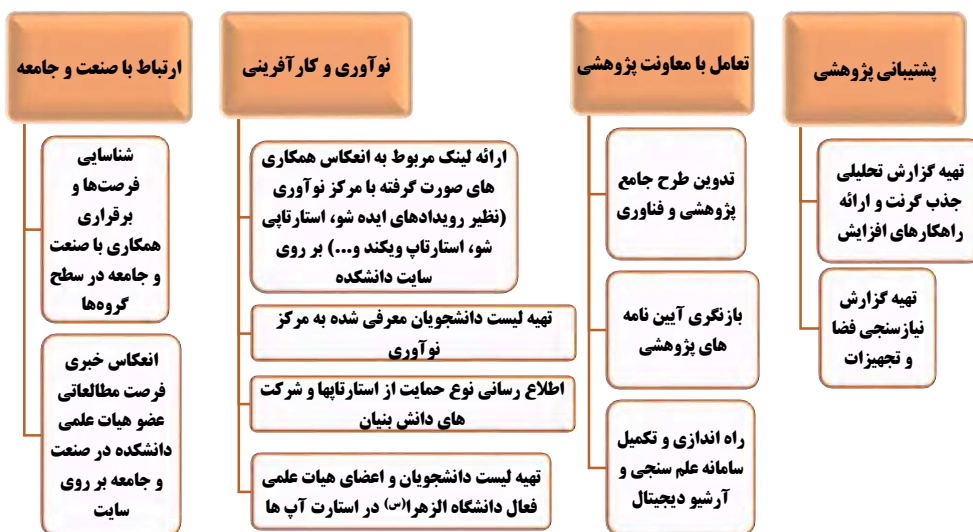 پشتیبانی پژوهشی
تهیه گزارش تحلیلی
جذب گرنت و ارائه
راهکارهای افزایش
تهیه گزارش
نیازسنجی فضا
و تجهیزات
تعامل با معاونت پژوهشی
تدوین طرح جامع
پژوهشی و فناوری
بازنگری آیین نامه
های پژوهشی
راه اندازی و تکمیل
سامانه علم سنجی و
آرشیو دیجیتال
نوآوری و کارآفرینی
ارائه لینک مربوط به انعکاس همکاری
های صورت گرفته با مرکز نوآوری
(نظیر رویدادهای ایده شو، استارتاپی
شو، استارتاپ ویکند و...) بر روی
سایت دانشکده
تهیه لیست دانشجویان معرفی شده به مرکز
نوآوری
اطلاع رسانی نوع حمایت از استارتاپها و شرکت
های دانش بنیان
تهیه لیست دانشجویان و اعضای هیات علمی
فعال دانشگاه الزهرا(س) در استارت آپ ها
ارتباط با صنعت و جامعه
شناسایی
فرصت‌ها و
برقراری
همکاری با صنعت
و جامعه در سطح
گروه‌ها
انعکاس خبری
فرصت مطالعاتی
عضو هیات علمی
دانشکده در صنعت
و جامعه بر روی
سایت